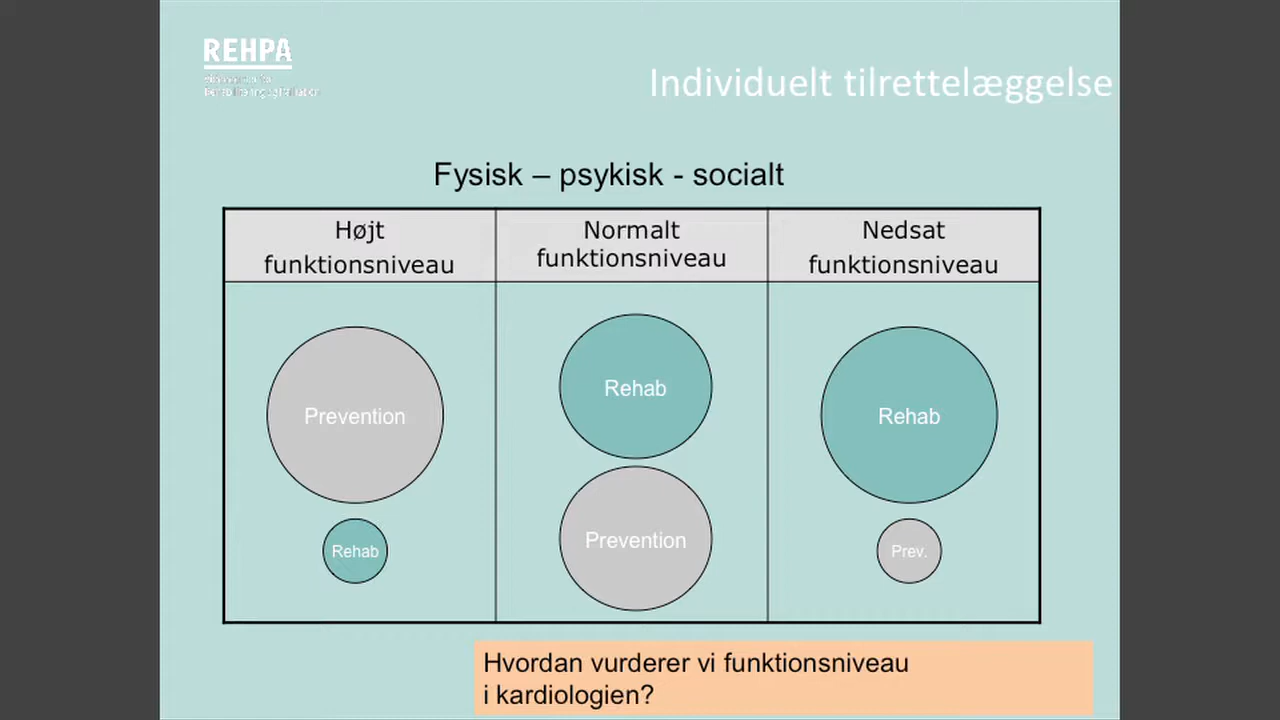 REHPA
Individuelt tilrettelæggelse
Fysisk – psykisk - socialt
Højt
funktionsniveau
Normalt
funktionsniveau
Nedsat
funktionsniveau
Prevention
Rehab
Rehab
Prevention
Rehab
Prev.
Hvordan vurderer vi funktionsniveau
i kardiologien?